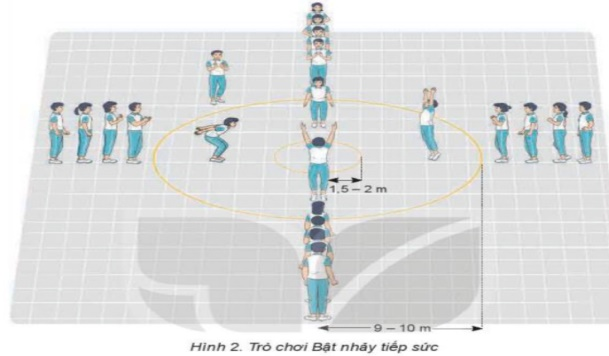 1,5 – 2 m
9 – 10 m
Hình 2. Trò chơi Bật nhảy tiếp sức